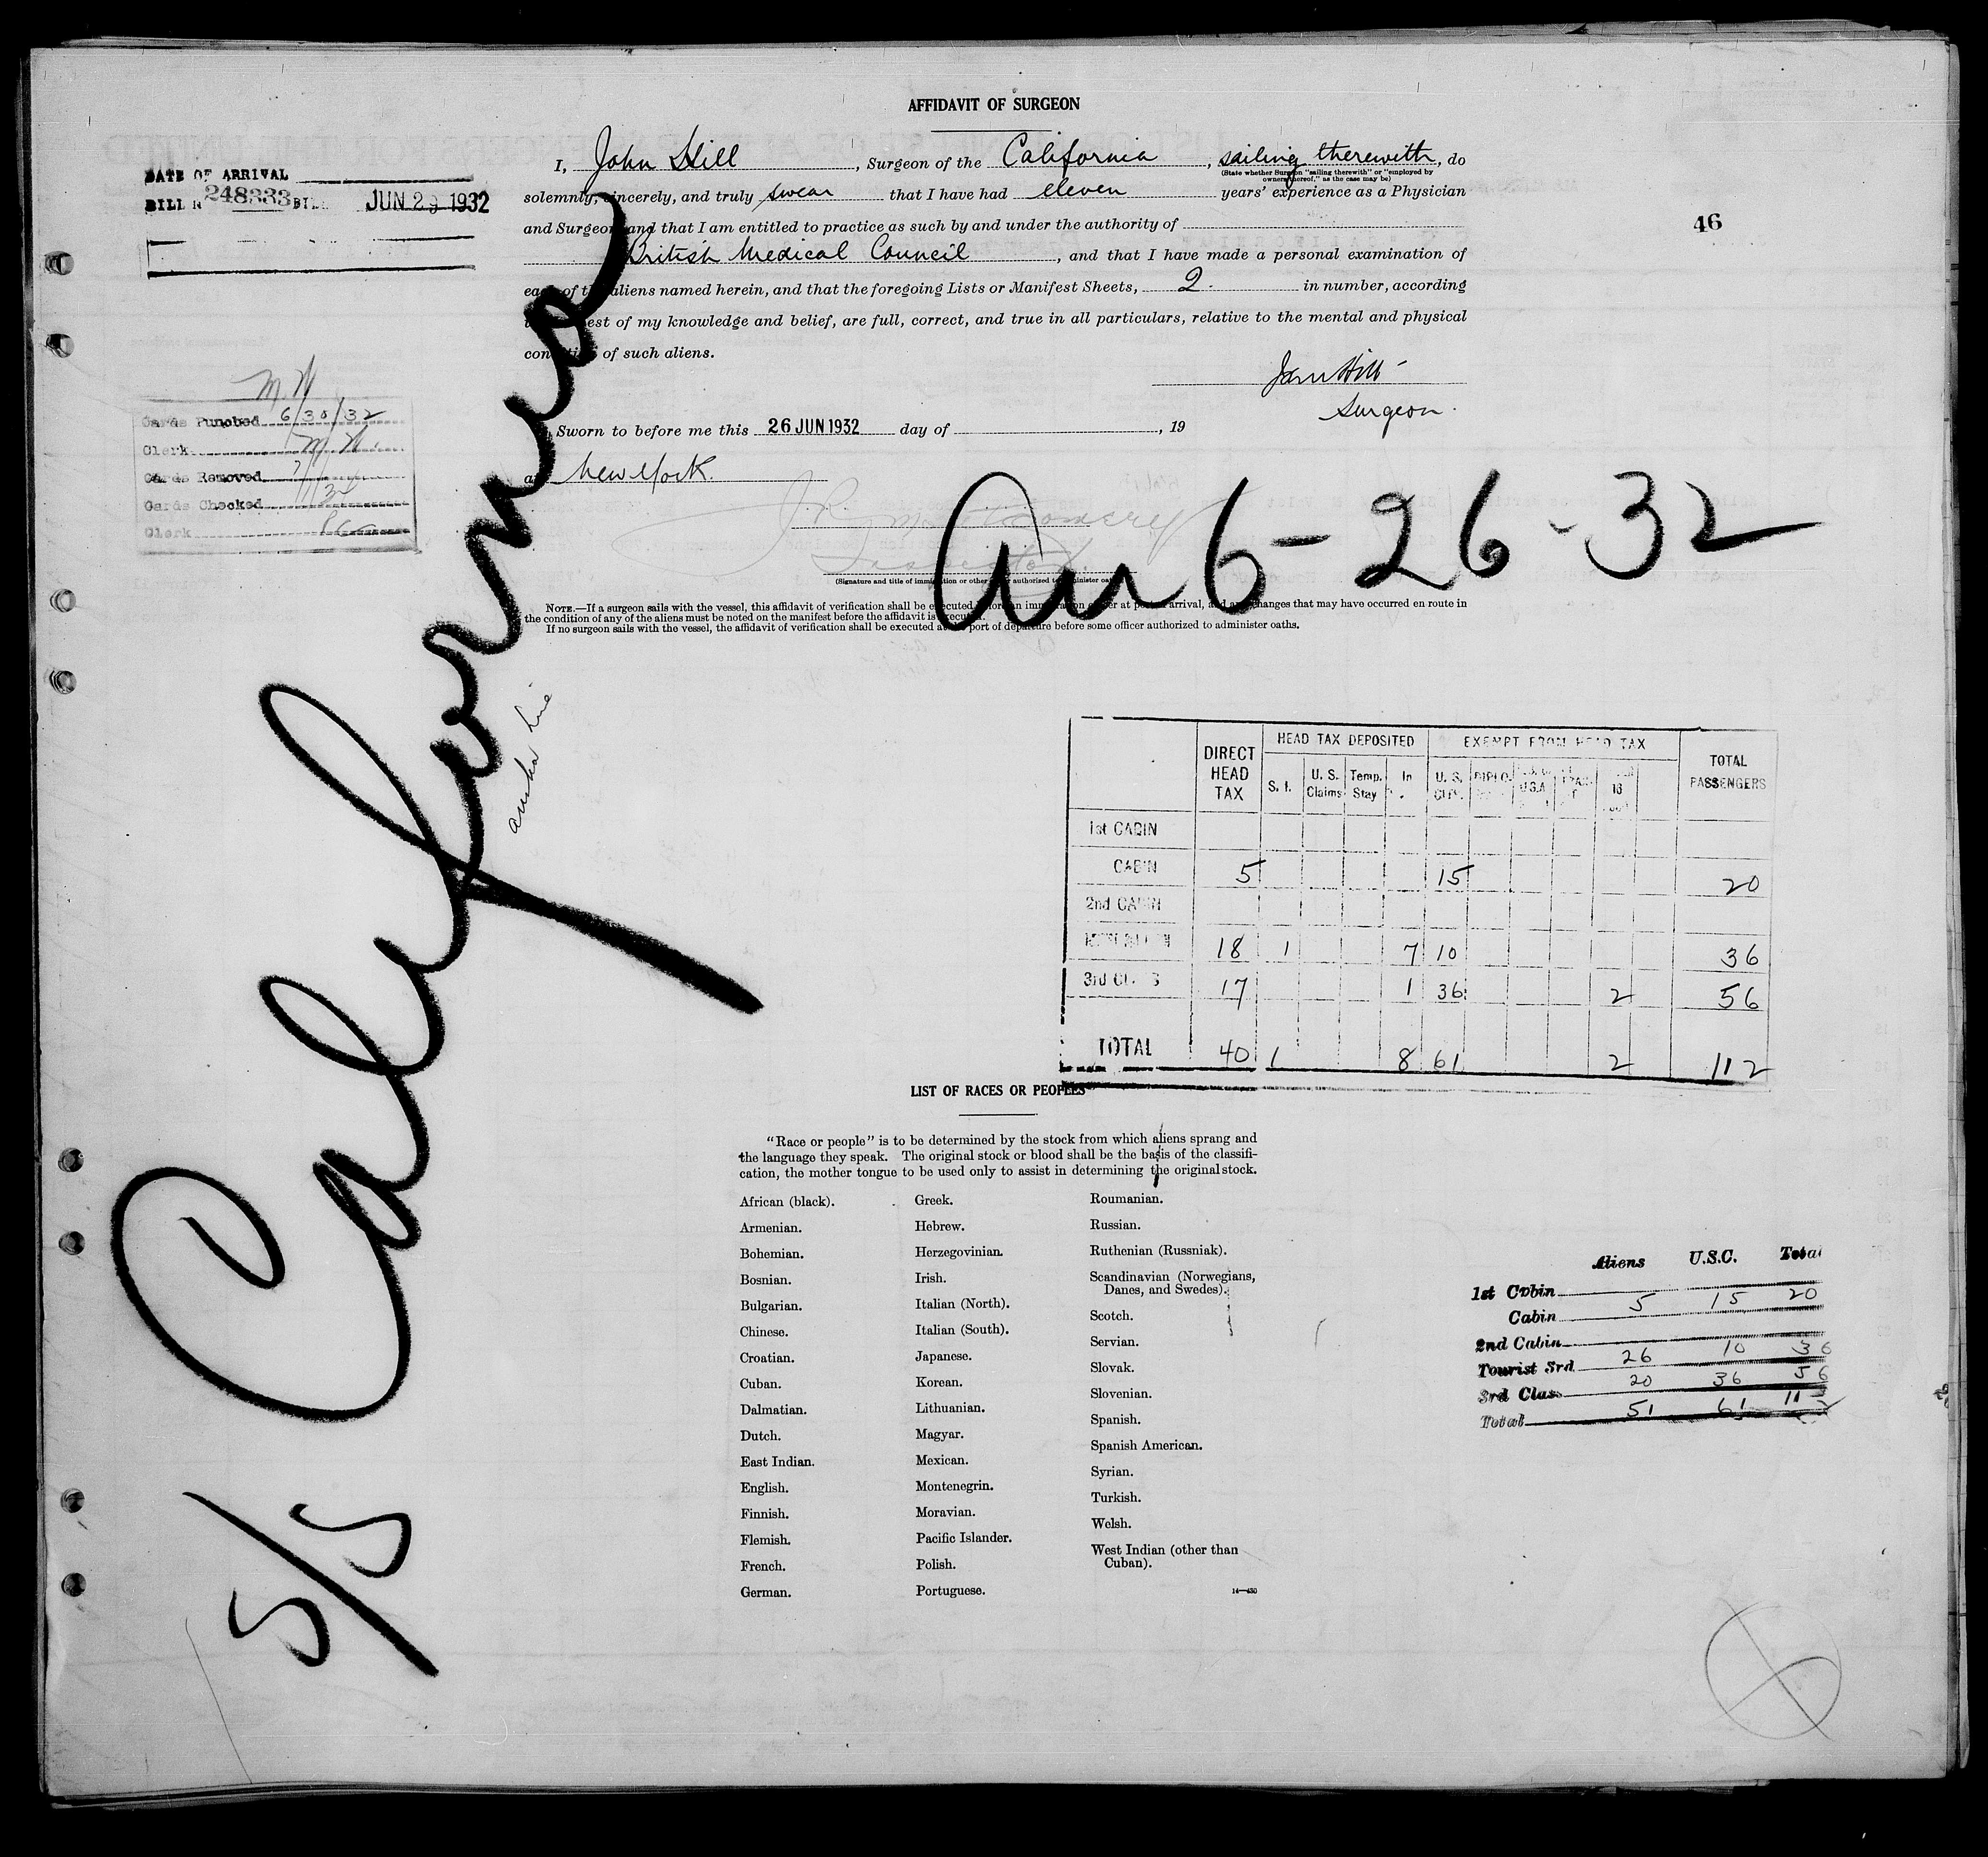 AFFIDAVIT OF SURGEON
I, John Hill, Surgeon of the California, sailing therewith, do
(State whether Surgeon "sailing therewith" or "employed by
owners thereof," as the case may be)
solemnly, sincerely, and truly swear that I have had eleven years' experience as a Physician
and Surgeon and that I am entitled to practice as such by and under the authority of
British Medical Council, and that I have made a personal examination of
each of the aliens named herein, and that the foregoing Lists or Manifest Sheets, 2. in number, according
to the best of my knowledge and belief, are full, correct, and true in all particulars, relative to the mental and physical
condition of such aliens.
John Hill
Surgeon.
Sworn to before me this 26 JUN 1932 day of , 19
at New York.
(Signature and title of immigration or other officer authorized to administer oaths)
NOTE.—If a surgeon sails with the vessel, this affidavit of verification shall be executed before an immigration officer at port of arrival, and any changes that may have occurred en route in
the condition of any of the aliens must be noted on the manifest before the affidavit is executed.
If no surgeon sails with the vessel, the affidavit of verification shall be executed at the port of departure before some officer authorized to administer oaths.
DATE OF ARRIVAL
BILL N 248333 BILL JUN 29 1932
46
M.W
Cards Punched 6/30/32
Clerk M.W.
Cards Removed
Cards Checked
Clerk
Arr 6-26-32
S/S California
anchor line
DIRECT HEAD TAX
HEAD TAX DEPOSITED
EXEMPT FROM HEAD TAX
TOTAL PASSENGERS
S. I. U. S. Claims Temp. Stay In U. S. CITS. DIPLO. U.S.A 16
1st CABIN
CABIN 5 15 20
2nd CABIN
18 1 7 10 36
3rd CLASS 17 1 36 2 56
TOTAL 40 1 8 61 2 112
LIST OF RACES OR PEOPLES
"Race or people" is to be determined by the stock from which aliens sprang and
the language they speak. The original stock or blood shall be the basis of the classifi-
cation, the mother tongue to be used only to assist in determining the original stock.
African (black).
Armenian.
Bohemian.
Bosnian.
Bulgarian.
Chinese.
Croatian.
Cuban.
Dalmatian.
Dutch.
East Indian.
English.
Finnish.
Flemish.
French.
German.
Greek.
Hebrew.
Herzegovinian.
Irish.
Italian (North).
Italian (South).
Japanese.
Korean.
Lithuanian.
Magyar.
Mexican.
Montenegrin.
Moravian.
Pacific Islander.
Polish.
Portuguese.
Roumanian.
Russian.
Ruthenian (Russniak).
Scandinavian (Norwegians,
Danes, and Swedes).
Scotch.
Servian.
Slovak.
Slovenian.
Spanish.
Spanish American.
Syrian.
Turkish.
Welsh.
West Indian (other than
Cuban).
14—430
Aliens U.S.C. Total
1st Cabin
Cabin 5 15 20
2nd Cabin
Tourist 3rd 26 10 36
3rd Class 20 36 56
Total 51 61 112